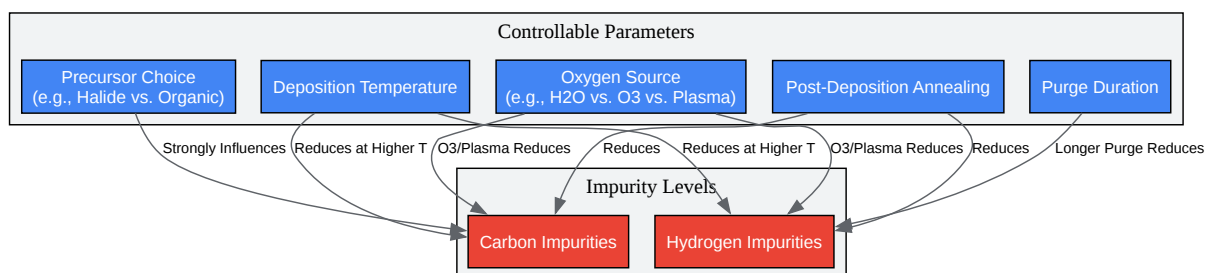 Controllable Parameters
Precursor Choice
(e.g., Halide vs. Organic)
Deposition Temperature
Oxygen Source
(e.g., H2O vs. O3 vs. Plasma)
Post-Deposition Annealing
Purge Duration
Strongly Influences
Reduces at Higher T
O3/Plasma Reduces
Reduces
Reduces at Higher T
O3/Plasma Reduces
Reduces
Longer Purge Reduces
Impurity Levels
Carbon Impurities
Hydrogen Impurities